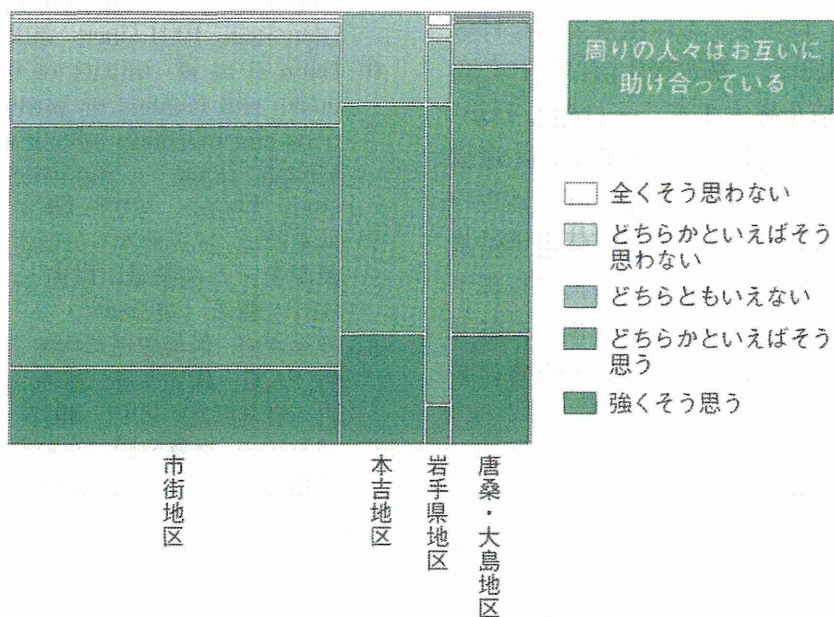 周りの人々はお互いに
助け合っている
全くそう思わない
どちらかといえばそう
思わない
どちらともいえない
どちらかといえばそう
思う
強くそう思う
市街地区
本吉地区
岩手県地区
唐桑・大島地区